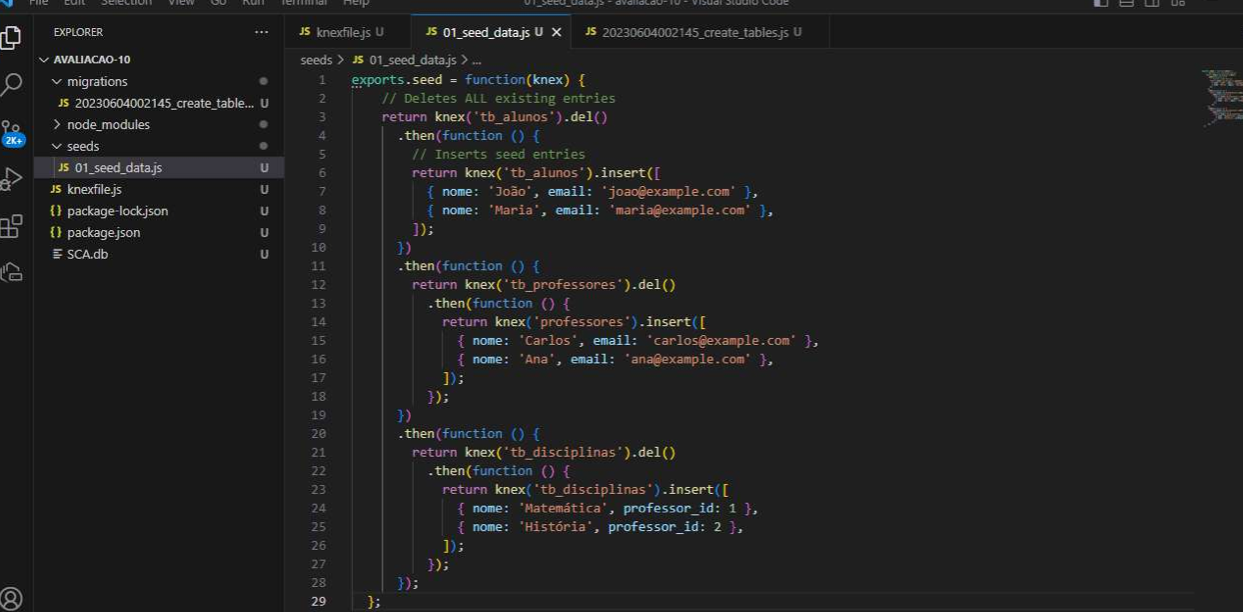 File Edit Selection View Go Run Terminal Help
01_seed_data.js - avaliacao-10 - Visual Studio Code
EXPLORER
AVALIACAO-10
migrations
JS 20230604002145_create_table... U
node_modules
seeds
JS 01_seed_data.js U
JS knexfile.js U
{} package-lock.json U
{} package.json U
SCA.db U
2K+
JS knexfile.js U
JS 01_seed_data.js U
JS 20230604002145_create_tables.js U
seeds > JS 01_seed_data.js > ...
1 exports.seed = function(knex) {
2 // Deletes ALL existing entries
3 return knex('tb_alunos').del()
4 .then(function () {
5 // Inserts seed entries
6 return knex('tb_alunos').insert([
7 { nome: 'João', email: 'joao@example.com' },
8 { nome: 'Maria', email: 'maria@example.com' },
9 ]);
10 })
11 .then(function () {
12 return knex('tb_professores').del()
13 .then(function () {
14 return knex('professores').insert([
15 { nome: 'Carlos', email: 'carlos@example.com' },
16 { nome: 'Ana', email: 'ana@example.com' },
17 ]);
18 });
19 })
20 .then(function () {
21 return knex('tb_disciplinas').del()
22 .then(function () {
23 return knex('tb_disciplinas').insert([
24 { nome: 'Matemática', professor_id: 1 },
25 { nome: 'História', professor_id: 2 },
26 ]);
27 });
28 });
29 };